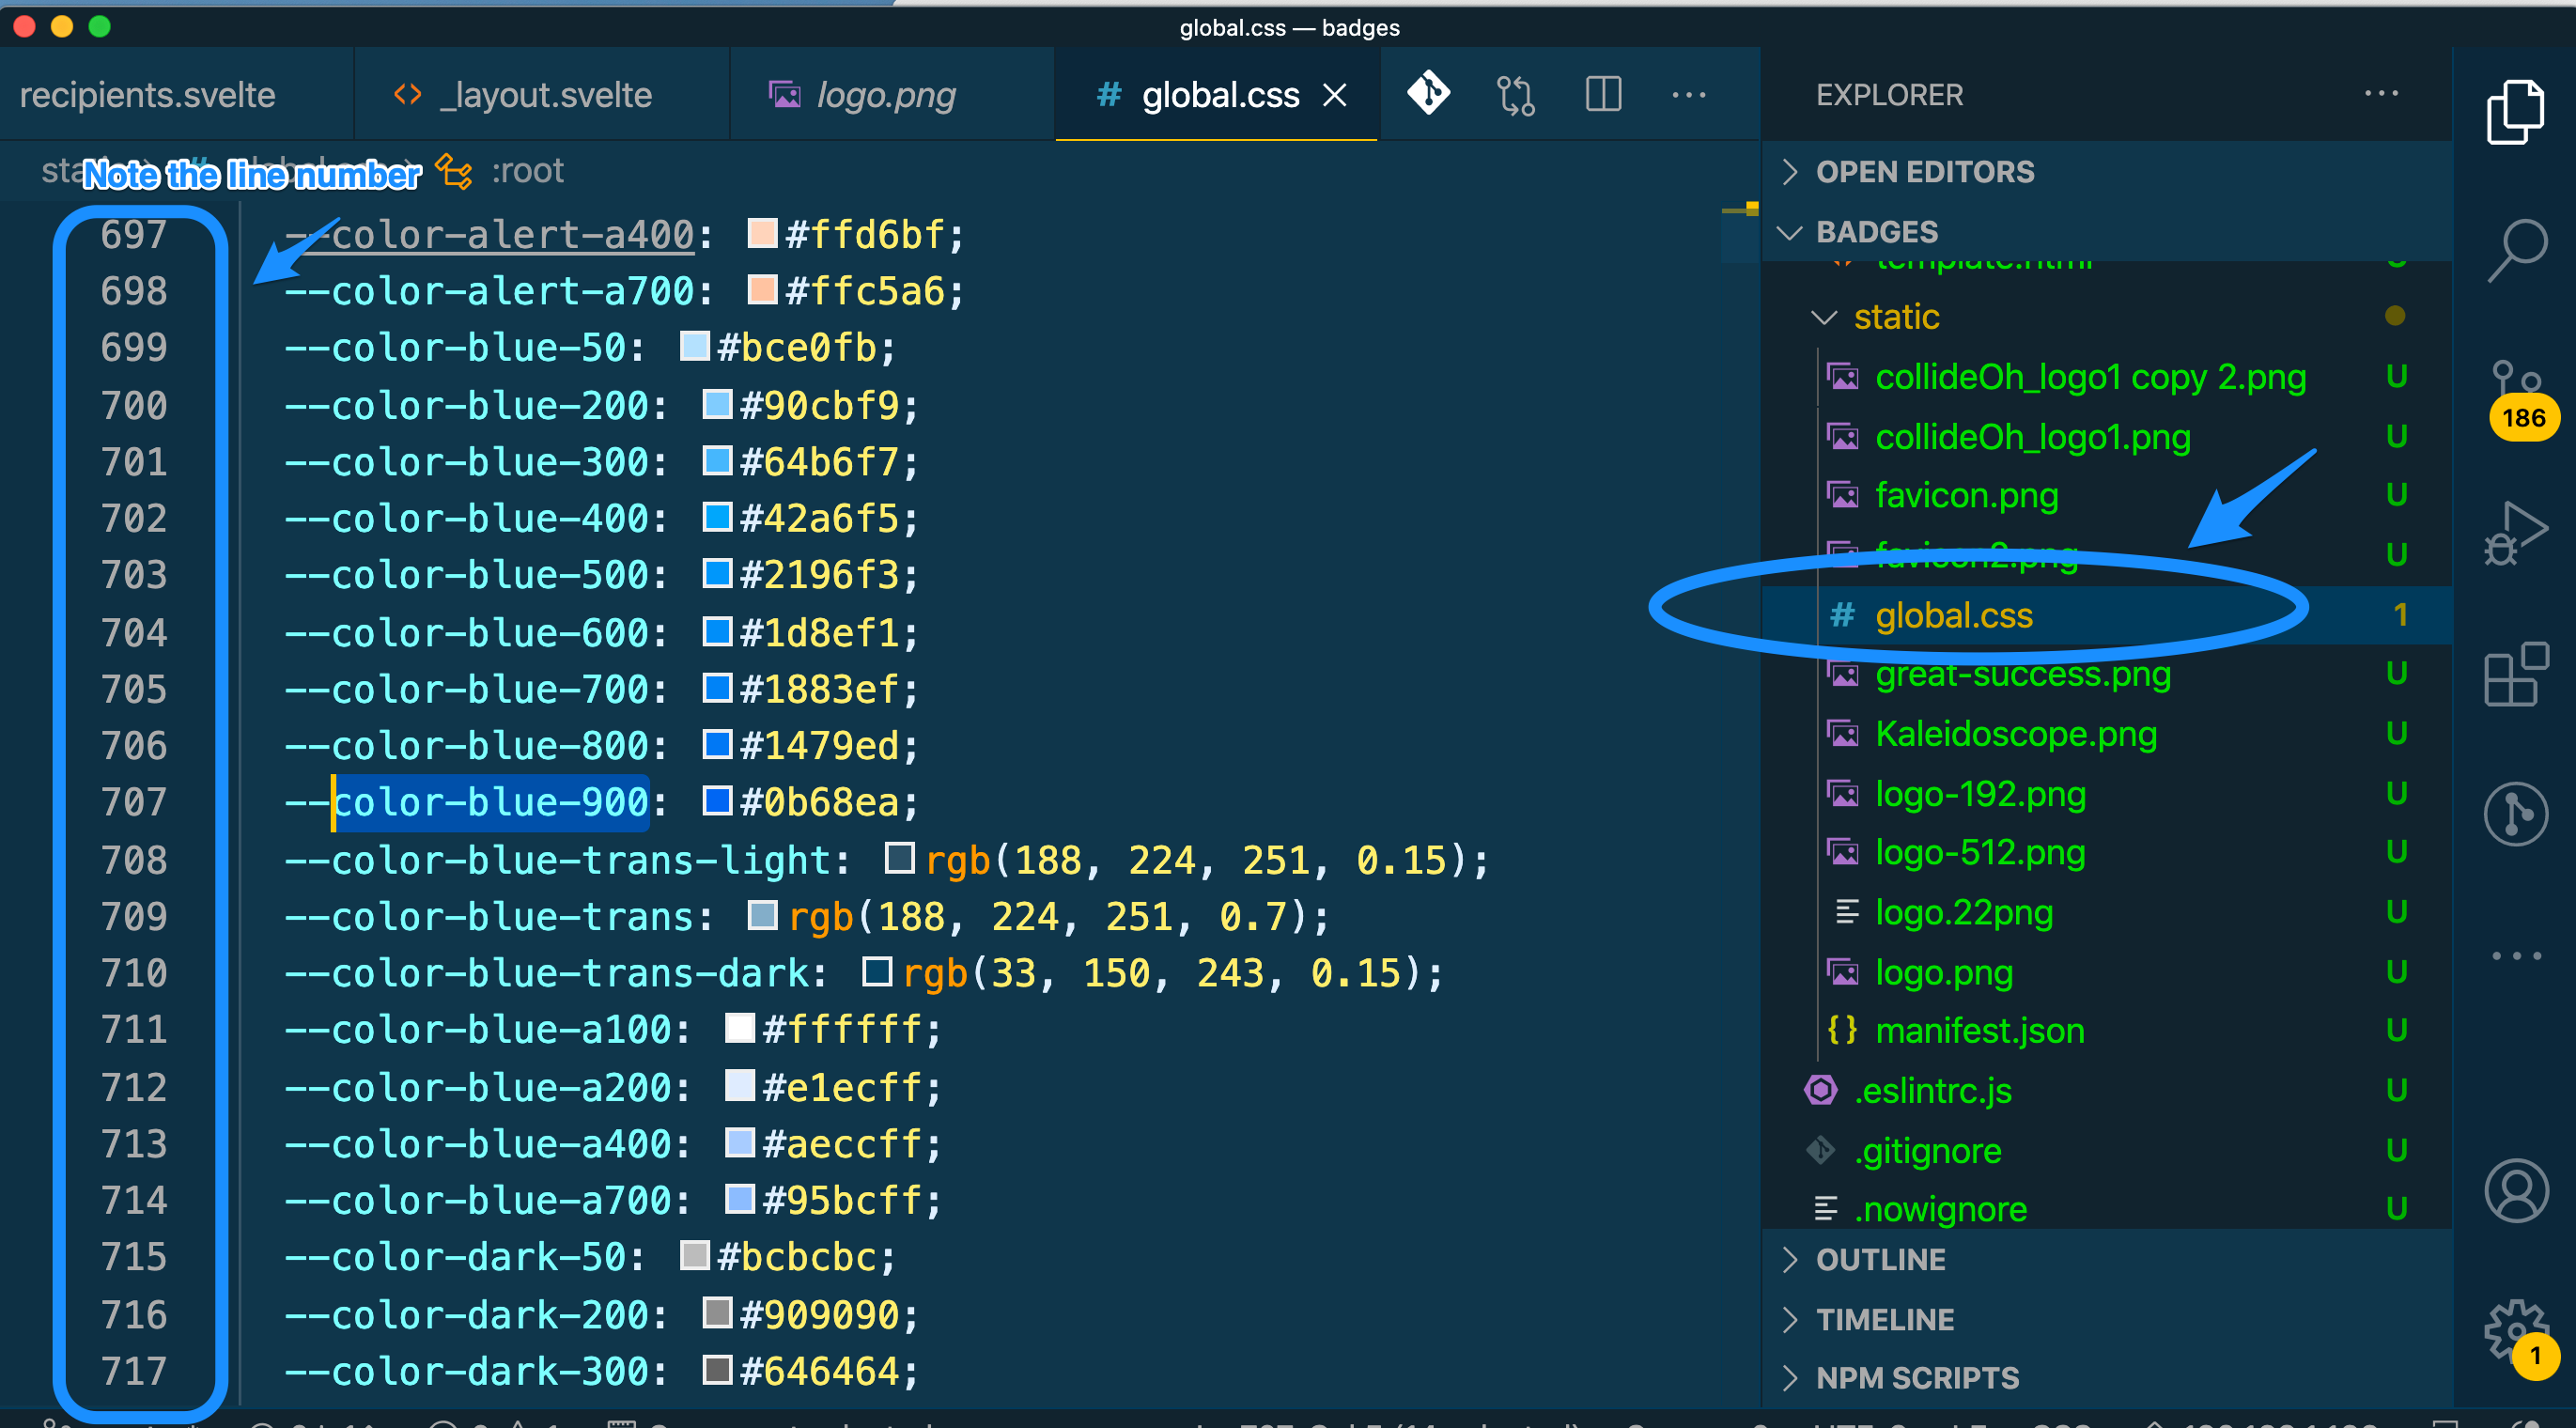 global.css — badges
recipients.svelte
<> _layout.svelte
logo.png
# global.css ×
EXPLORER
Note the line number
:root
697 --color-alert-a400: #ffd6bf;
698 --color-alert-a700: #ffc5a6;
699 --color-blue-50: #bce0fb;
700 --color-blue-200: #90cbf9;
701 --color-blue-300: #64b6f7;
702 --color-blue-400: #42a6f5;
703 --color-blue-500: #2196f3;
704 --color-blue-600: #1d8ef1;
705 --color-blue-700: #1883ef;
706 --color-blue-800: #1479ed;
707 --color-blue-900: #0b68ea;
708 --color-blue-trans-light: rgb(188, 224, 251, 0.15);
709 --color-blue-trans: rgb(188, 224, 251, 0.7);
710 --color-blue-trans-dark: rgb(33, 150, 243, 0.15);
711 --color-blue-a100: #ffffff;
712 --color-blue-a200: #e1ecff;
713 --color-blue-a400: #aeccff;
714 --color-blue-a700: #95bcff;
715 --color-dark-50: #bcbcbc;
716 --color-dark-200: #909090;
717 --color-dark-300: #646464;
OPEN EDITORS
BADGES
template.html
static
collideOh_logo1 copy 2.png U
collideOh_logo1.png U
favicon.png U
favicon2.png U
# global.css 1
great-success.png U
Kaleidoscope.png U
logo-192.png U
logo-512.png U
logo.22png U
logo.png U
{} manifest.json U
.eslintrc.js U
.gitignore U
.nowignore U
OUTLINE
TIMELINE
NPM SCRIPTS
186
1